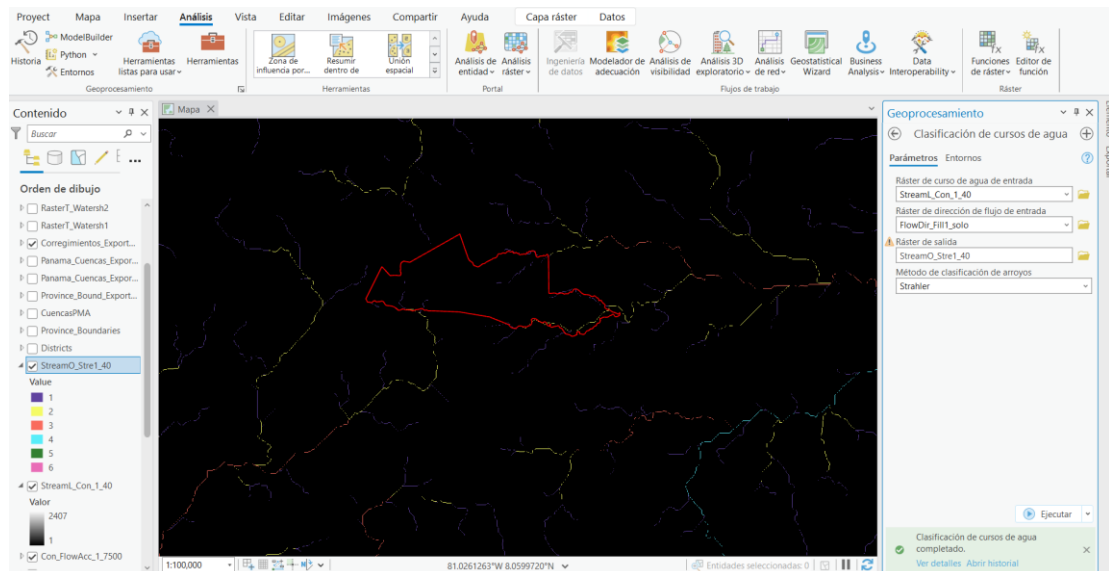 Proyect Mapa Insertar Análisis Vista Editar Imágenes Compartir Ayuda Capa ráster Datos
Historia
ModelBuilder
Python
Entornos
Herramientas listas para usar
Herramientas
Zona de influencia por...
Resumir dentro de
Unión espacial
Análisis de entidad
Análisis ráster
Ingeniería de datos
Modelador de adecuación
Análisis de visibilidad
Análisis 3D exploratorio
Análisis de red
Geostatistical Wizard
Business Analysis
Data Interoperability
Funciones de ráster
Editor de función
Geoprocesamiento Herramientas Portal Flujos de trabajo Ráster
Contenido
Buscar
Orden de dibujo
RasterT_Watersh2
RasterT_Watersh1
Corregimientos_Export...
Panama_Cuencas_Expor...
Panama_Cuencas_Expor...
Province_Bound_Export...
CuencasPMA
Province_Boundaries
Districts
StreamO_Stre1_40
Value
1
2
3
4
5
6
StreamL_Con_1_40
Valor
2407
1
Con_FlowAcc_1_7500
Mapa
1:100,000
81.0261263°W 8.0599720°N
Entidades seleccionadas: 0
Geoprocesamiento
Clasificación de cursos de agua
Parámetros Entornos
Ráster de curso de agua de entrada
StreamL_Con_1_40
Ráster de dirección de flujo de entrada
FlowDir_Fill1_solo
Ráster de salida
StreamO_Stre1_40
Método de clasificación de arroyos
Strahler
Ejecutar
Clasificación de cursos de agua
completado.
Ver detalles Abrir historial